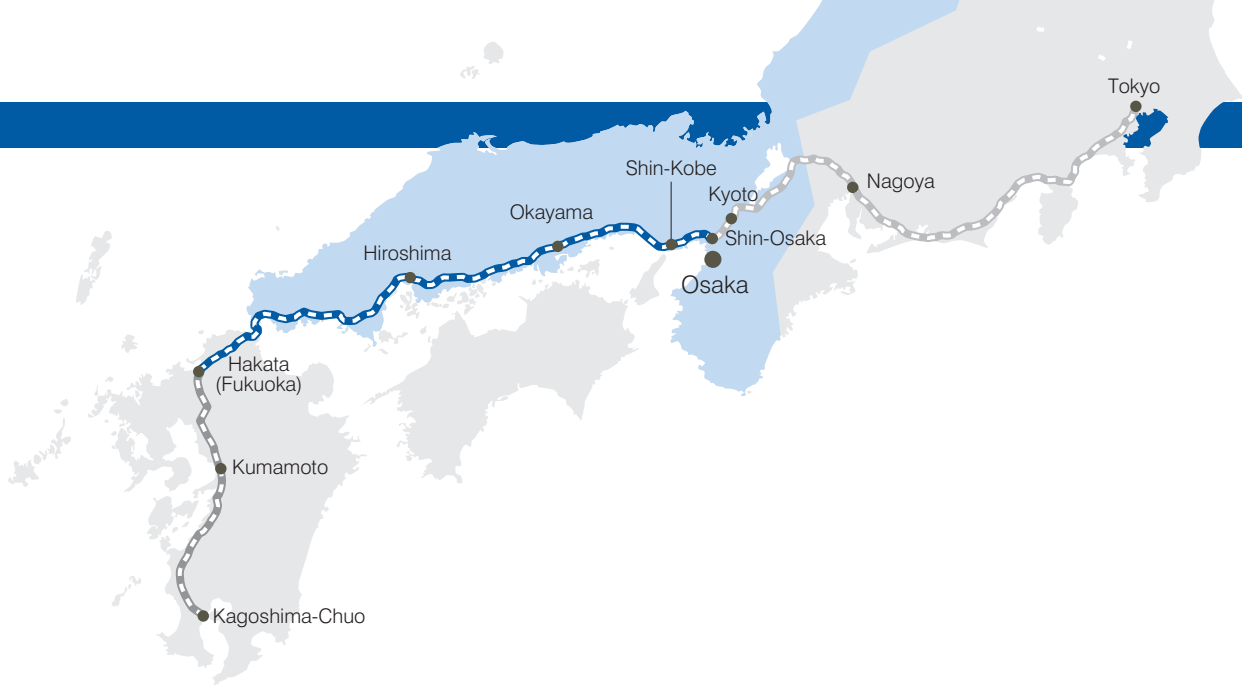 Tokyo
Shin-Kobe
Nagoya
Kyoto
Okayama
Shin-Osaka
Hiroshima
Osaka
Hakata
(Fukuoka)
Kumamoto
Kagoshima-Chuo